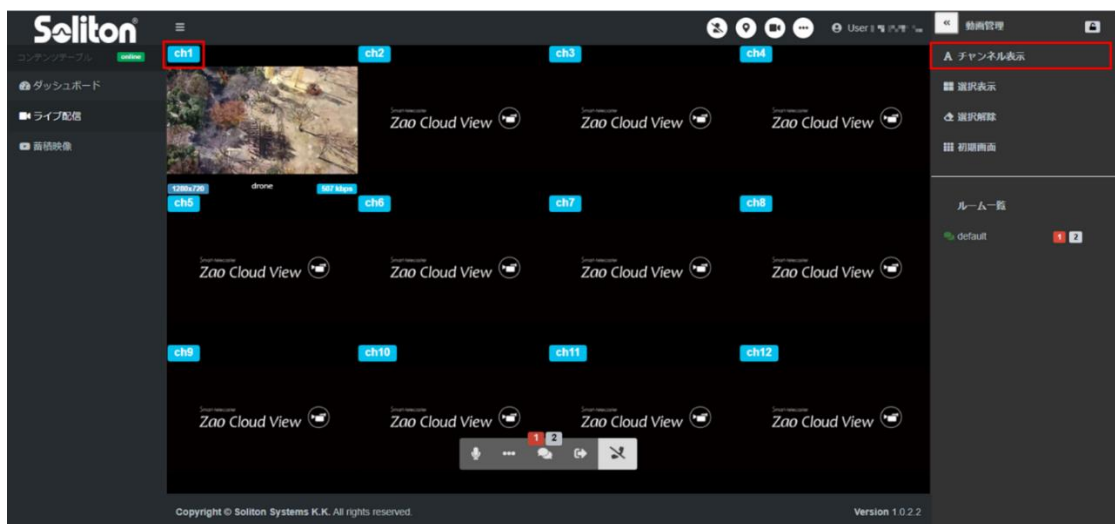 Soliton
コンテンツテーブル online
ダッシュボード
ライブ配信
蓄積映像
User
動画管理
チャンネル表示
選択表示
選択解除
初期画面
ルーム一覧
default 1 2
ch1 ch2 ch3 ch4
Zao Cloud View Zao Cloud View Zao Cloud View
1280x720 drone 507 kbps
ch5 ch6 ch7 ch8
Zao Cloud View Zao Cloud View Zao Cloud View Zao Cloud View
ch9 ch10 ch11 ch12
Zao Cloud View Zao Cloud View Zao Cloud View Zao Cloud View
1 2
Copyright © Soliton Systems K.K. All rights reserved. Version 1.0.2.2